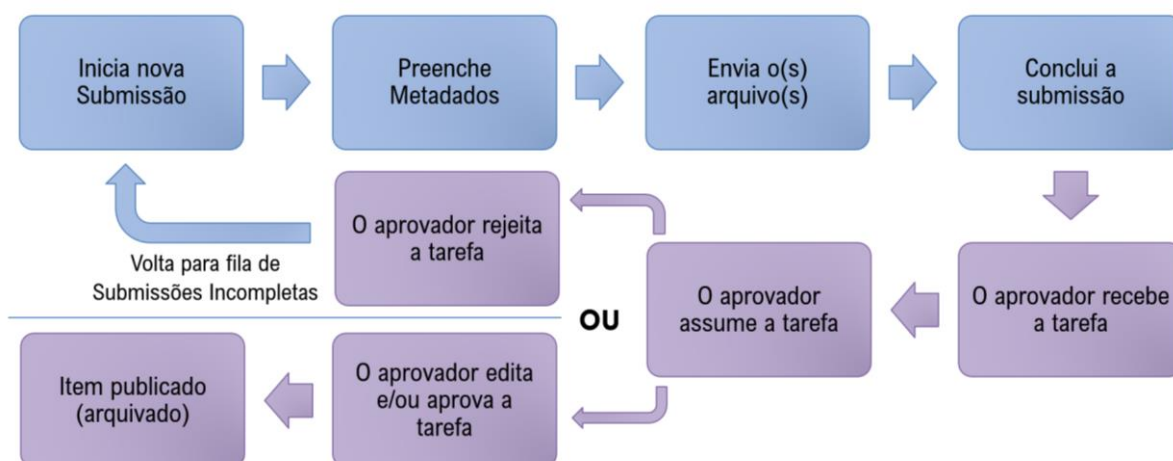 Inicia nova
Submissão
Preenche
Metadados
Envia o(s)
arquivo(s)
Conclui a
submissão
O aprovador recebe
a tarefa
O aprovador
assume a tarefa
OU
O aprovador rejeita
a tarefa
Volta para fila de
Submissões Incompletas
O aprovador edita
e/ou aprova a
tarefa
Item publicado
(arquivado)